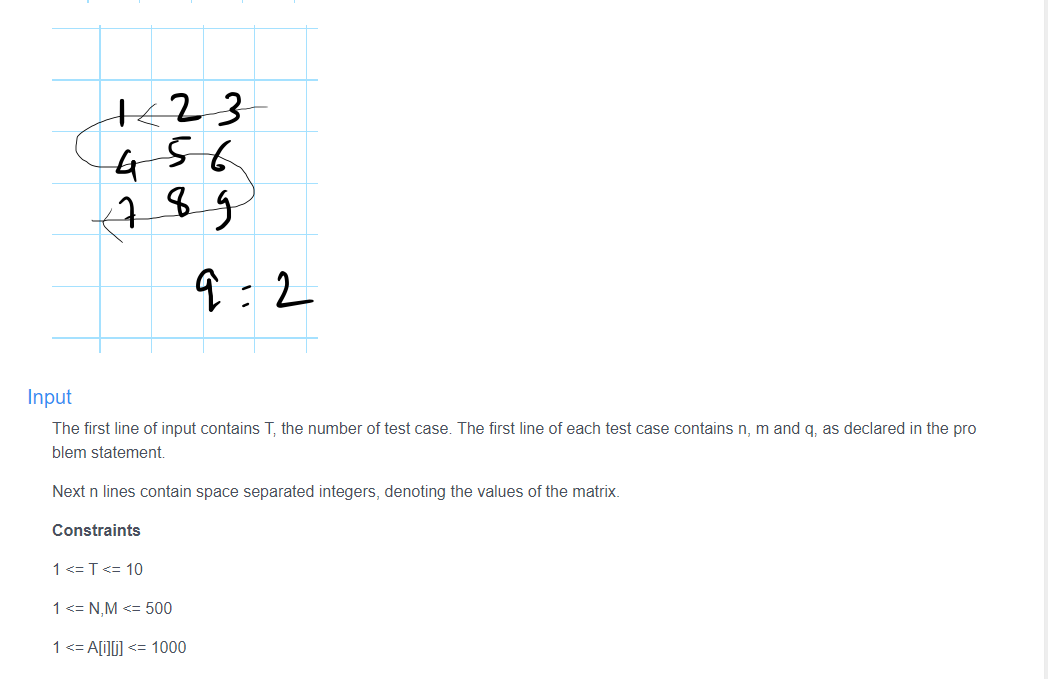 1 2 3
4 5 6
7 8 9
q : 2
Input
The first line of input contains T, the number of test case. The first line of each test case contains n, m and q, as declared in the pro
blem statement.
Next n lines contain space separated integers, denoting the values of the matrix.
Constraints
1 <= T <= 10
1 <= N,M <= 500
1 <= A[i][j] <= 1000